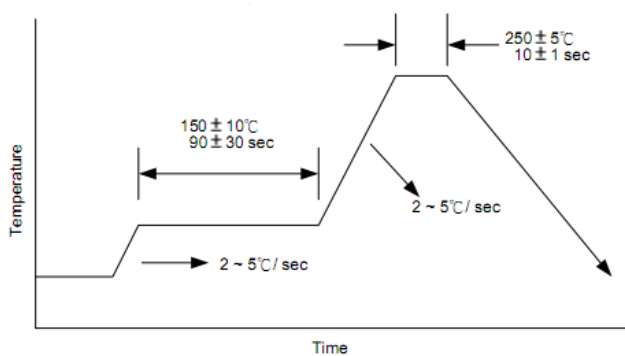 250±5℃
10±1 sec
150±10℃
90±30 sec
2 ~ 5℃/ sec
2 ~ 5℃/ sec
Temperature
Time